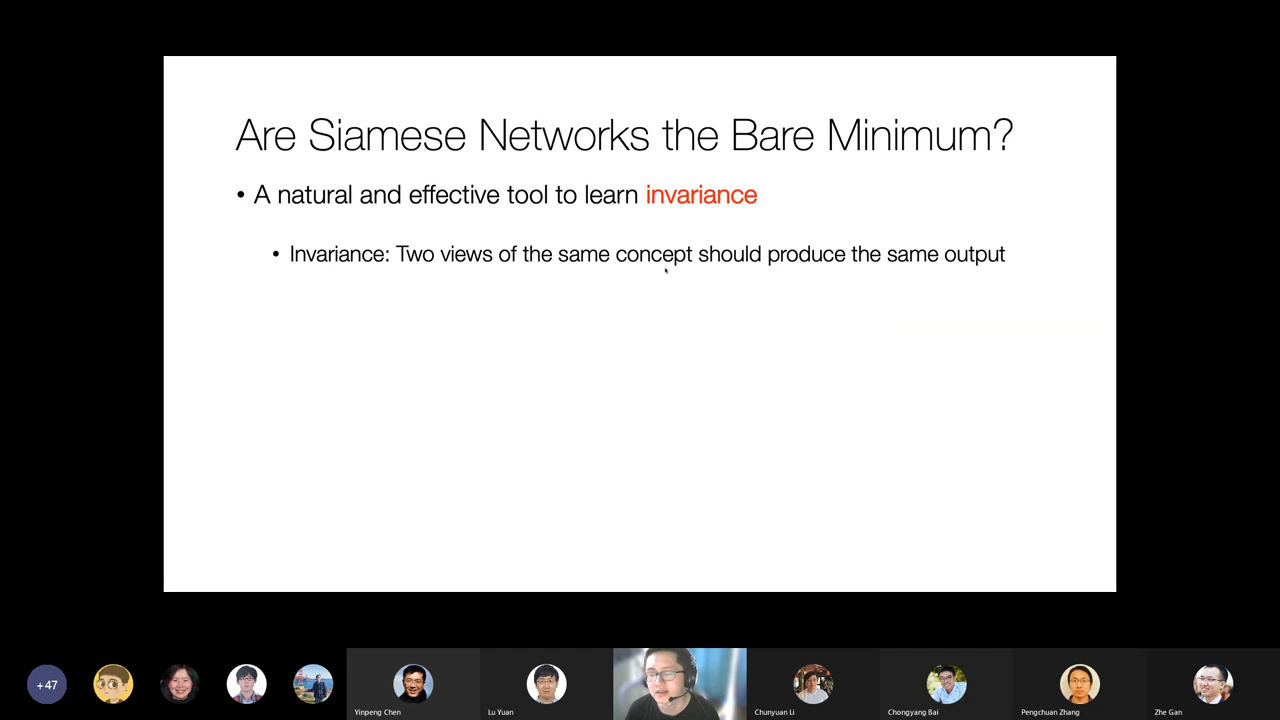 Are Siamese Networks the Bare Minimum?
• A natural and effective tool to learn invariance
• Invariance: Two views of the same concept should produce the same output
+47
Yinpeng Chen
Lu Yuan
Chunyuan Li
Chongyang Bai
Pengchuan Zhang
Zhe Gan